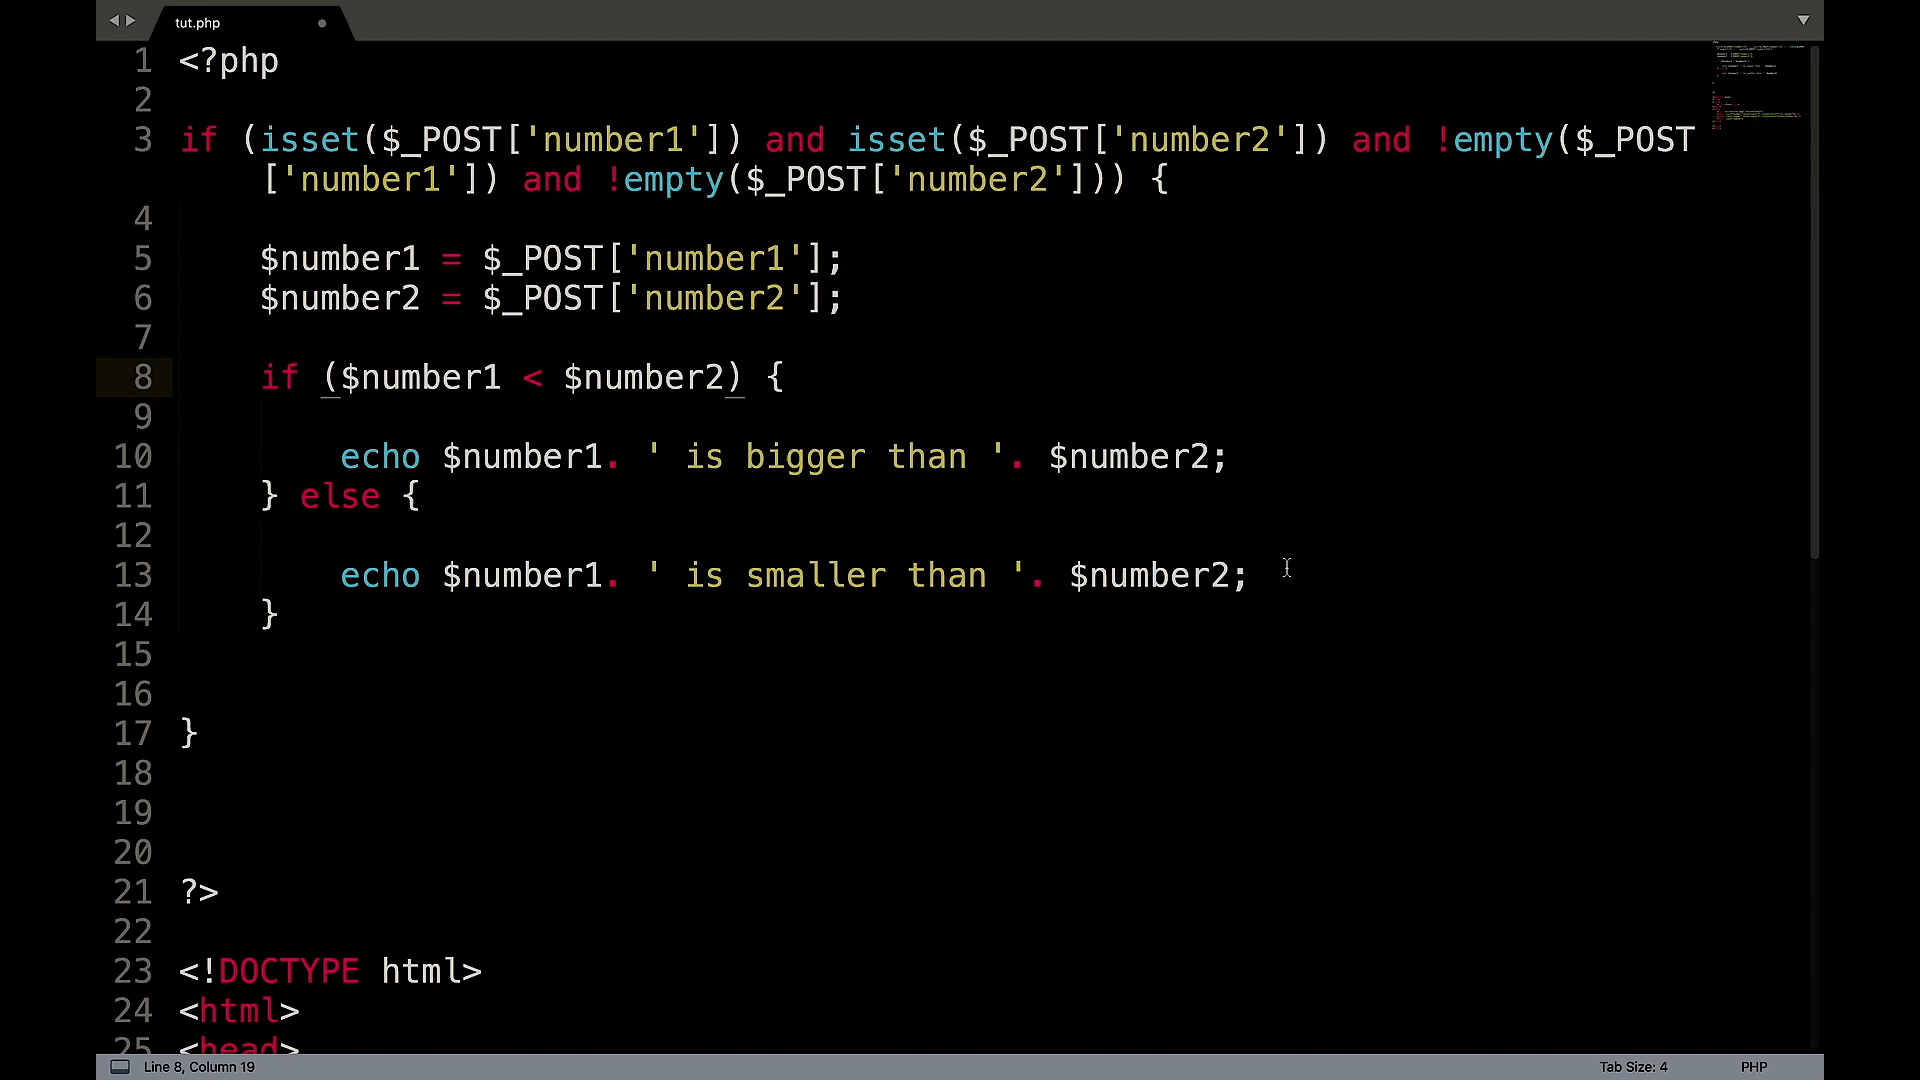 tut.php
1 <?php
2
3 if (isset($_POST['number1']) and isset($_POST['number2']) and !empty($_POST
['number1']) and !empty($_POST['number2'])) {
4
5 $number1 = $_POST['number1'];
6 $number2 = $_POST['number2'];
7
8 if ($number1 < $number2) {
9
10 echo $number1. ' is bigger than '. $number2;
11 } else {
12
13 echo $number1. ' is smaller than '. $number2;
14 }
15
16
17 }
18
19
20
21 ?>
22
23 <!DOCTYPE html>
24 <html>
25 <head>
Line 8, Column 19
Tab Size: 4
PHP